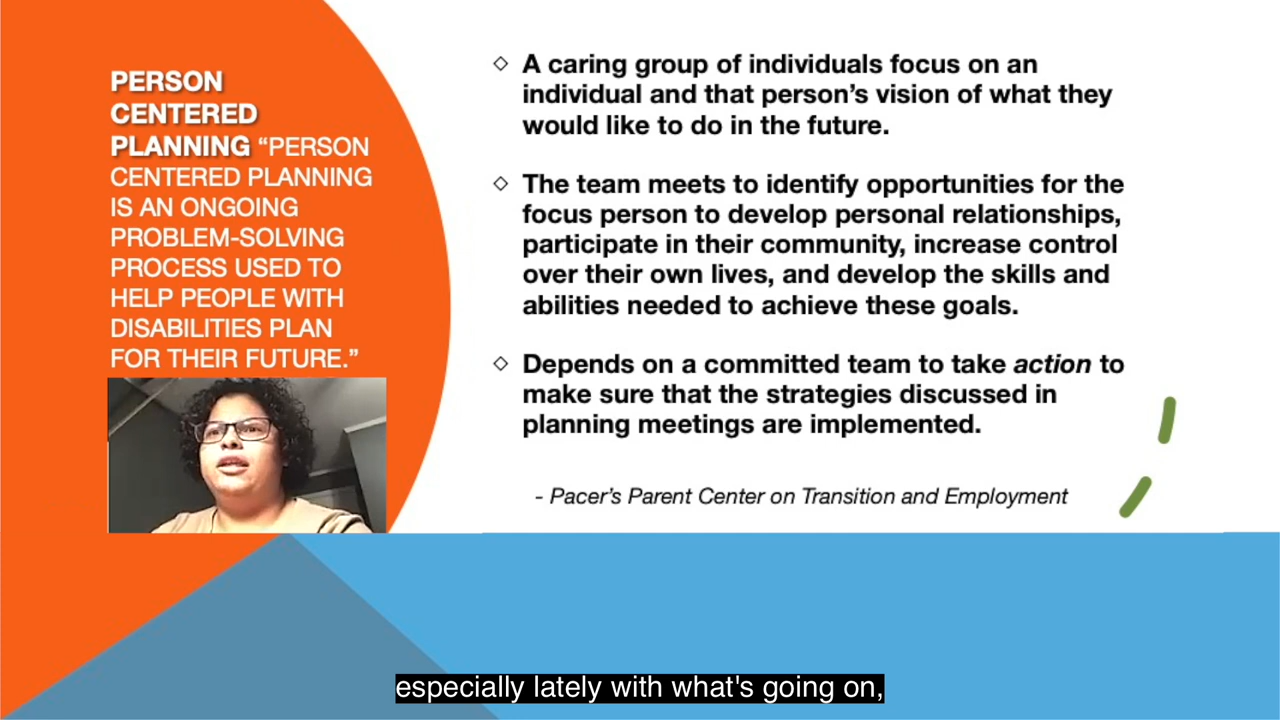 PERSON
CENTERED
PLANNING “PERSON
CENTERED PLANNING
IS AN ONGOING
PROBLEM-SOLVING
PROCESS USED TO
HELP PEOPLE WITH
DISABILITIES PLAN
FOR THEIR FUTURE.”
◇ A caring group of individuals focus on an
individual and that person’s vision of what they
would like to do in the future.
◇ The team meets to identify opportunities for the
focus person to develop personal relationships,
participate in their community, increase control
over their own lives, and develop the skills and
abilities needed to achieve these goals.
◇ Depends on a committed team to take action to
make sure that the strategies discussed in
planning meetings are implemented.
- Pacer’s Parent Center on Transition and Employment
especially lately with what's going on,